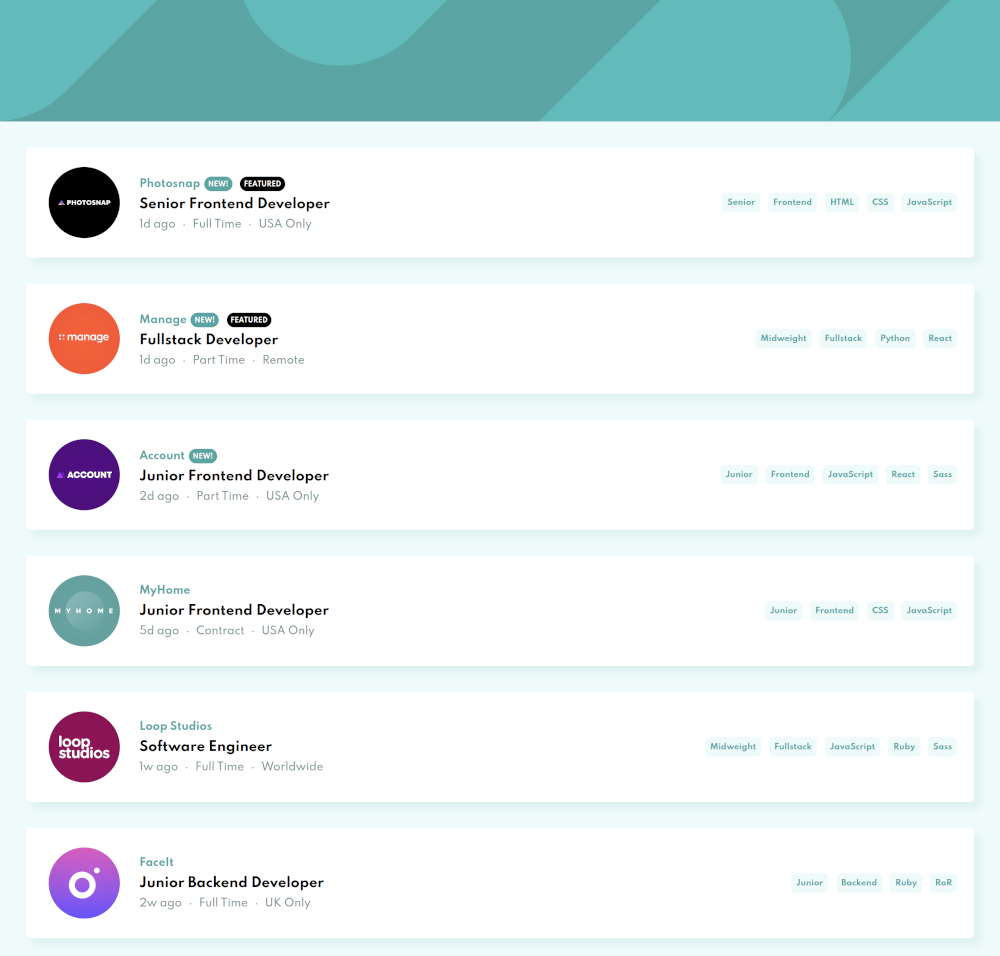 PHOTOSNAP
Photosnap NEW! FEATURED
Senior Frontend Developer
1d ago · Full Time · USA Only
Senior Frontend HTML CSS JavaScript
manage
Manage NEW! FEATURED
Fullstack Developer
1d ago · Part Time · Remote
Midweight Fullstack Python React
ACCOUNT
Account NEW!
Junior Frontend Developer
2d ago · Part Time · USA Only
Junior Frontend JavaScript React Sass
MYHOME
MyHome
Junior Frontend Developer
5d ago · Contract · USA Only
Junior Frontend CSS JavaScript
loop
studios
Loop Studios
Software Engineer
1w ago · Full Time · Worldwide
Midweight Fullstack JavaScript Ruby Sass
FaceIt
Junior Backend Developer
2w ago · Full Time · UK Only
Junior Backend Ruby RoR